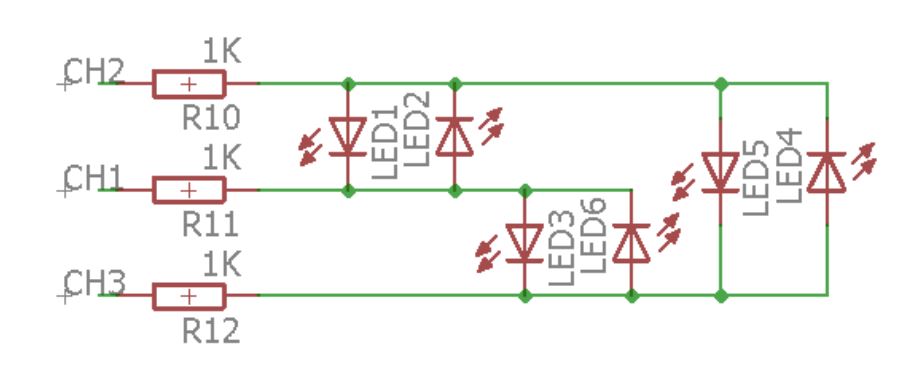 1K
CH2
R10
LED1
LED2
LED5
LED4
1K
CH1
R11
LED3
LED6
1K
CH3
R12